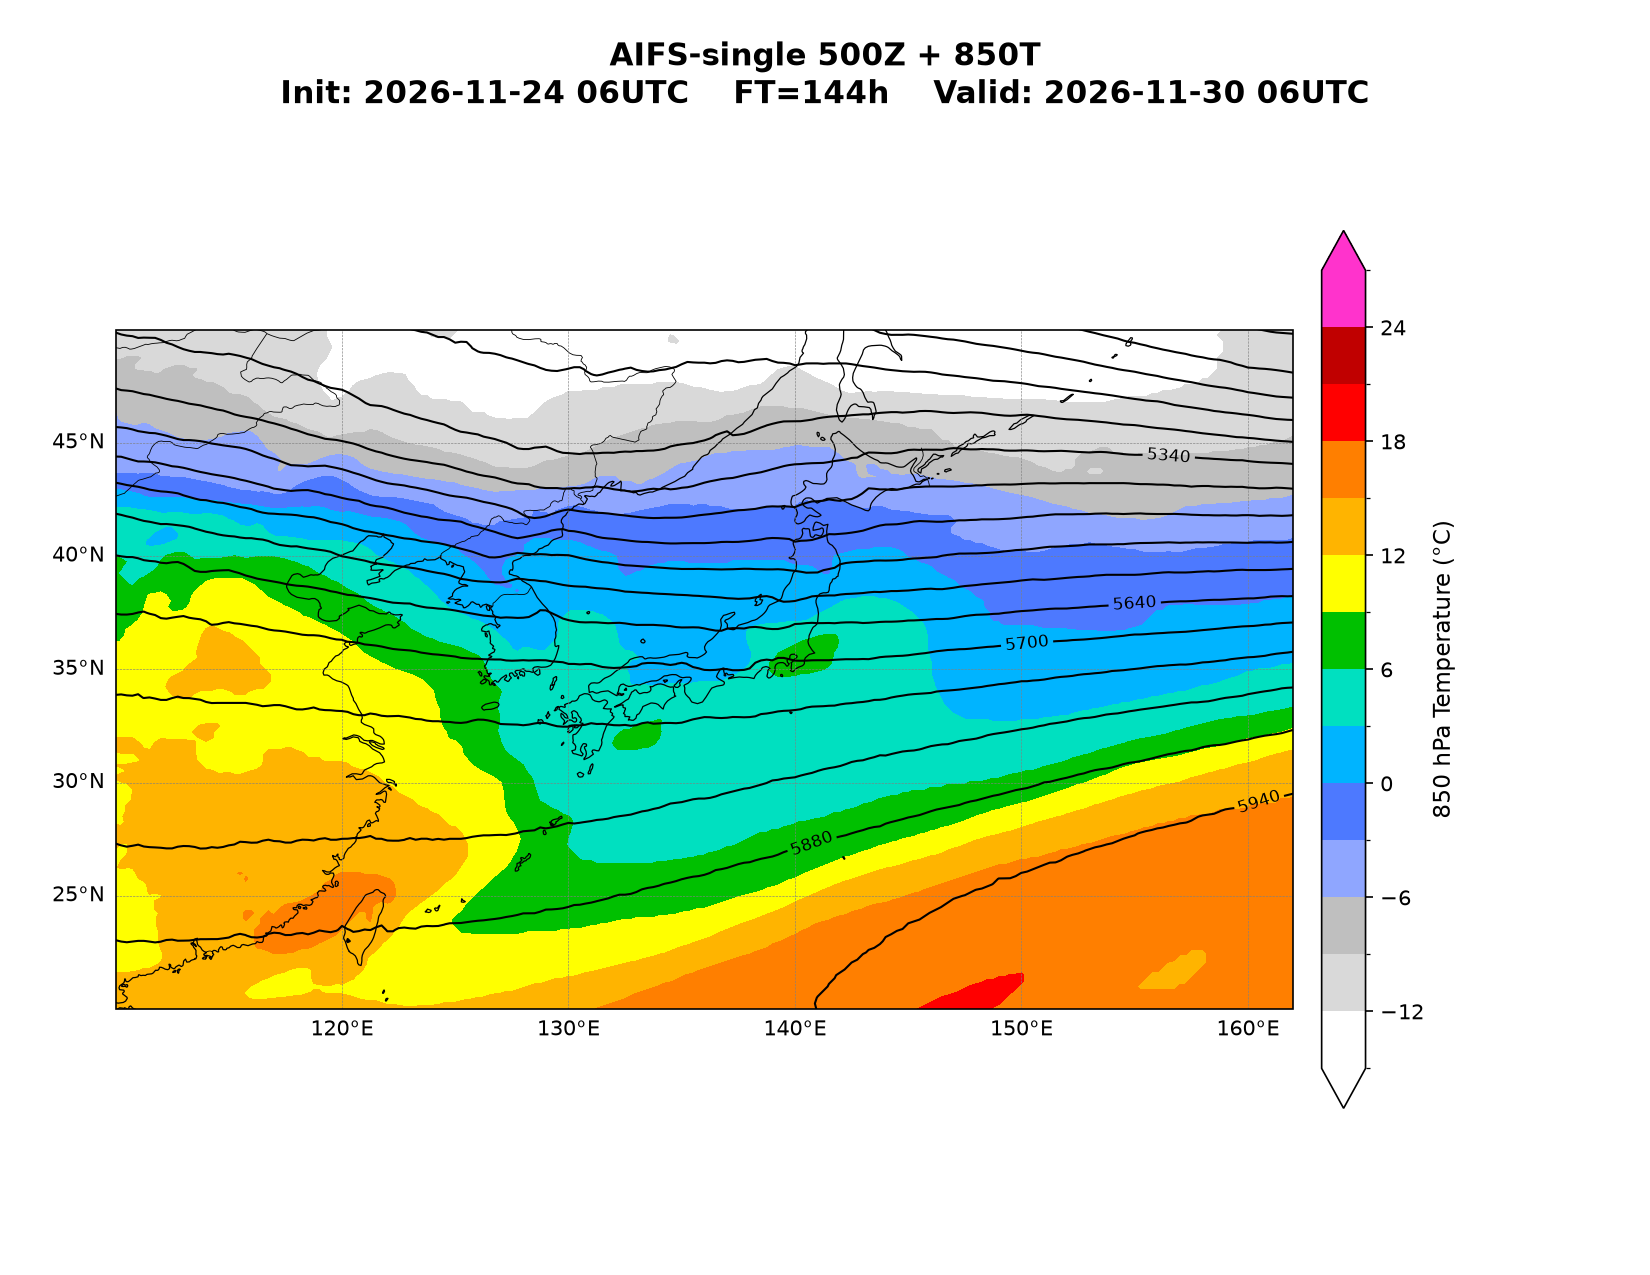 AIFS-single 500Z + 850T
Init: 2026-11-24 06UTC    FT=144h    Valid: 2026-11-30 06UTC
45°N
40°N
35°N
30°N
25°N
120°E
130°E
140°E
150°E
160°E
5340
5640
5700
5880
5940
24
18
12
6
0
−6
−12
850 hPa Temperature (°C)